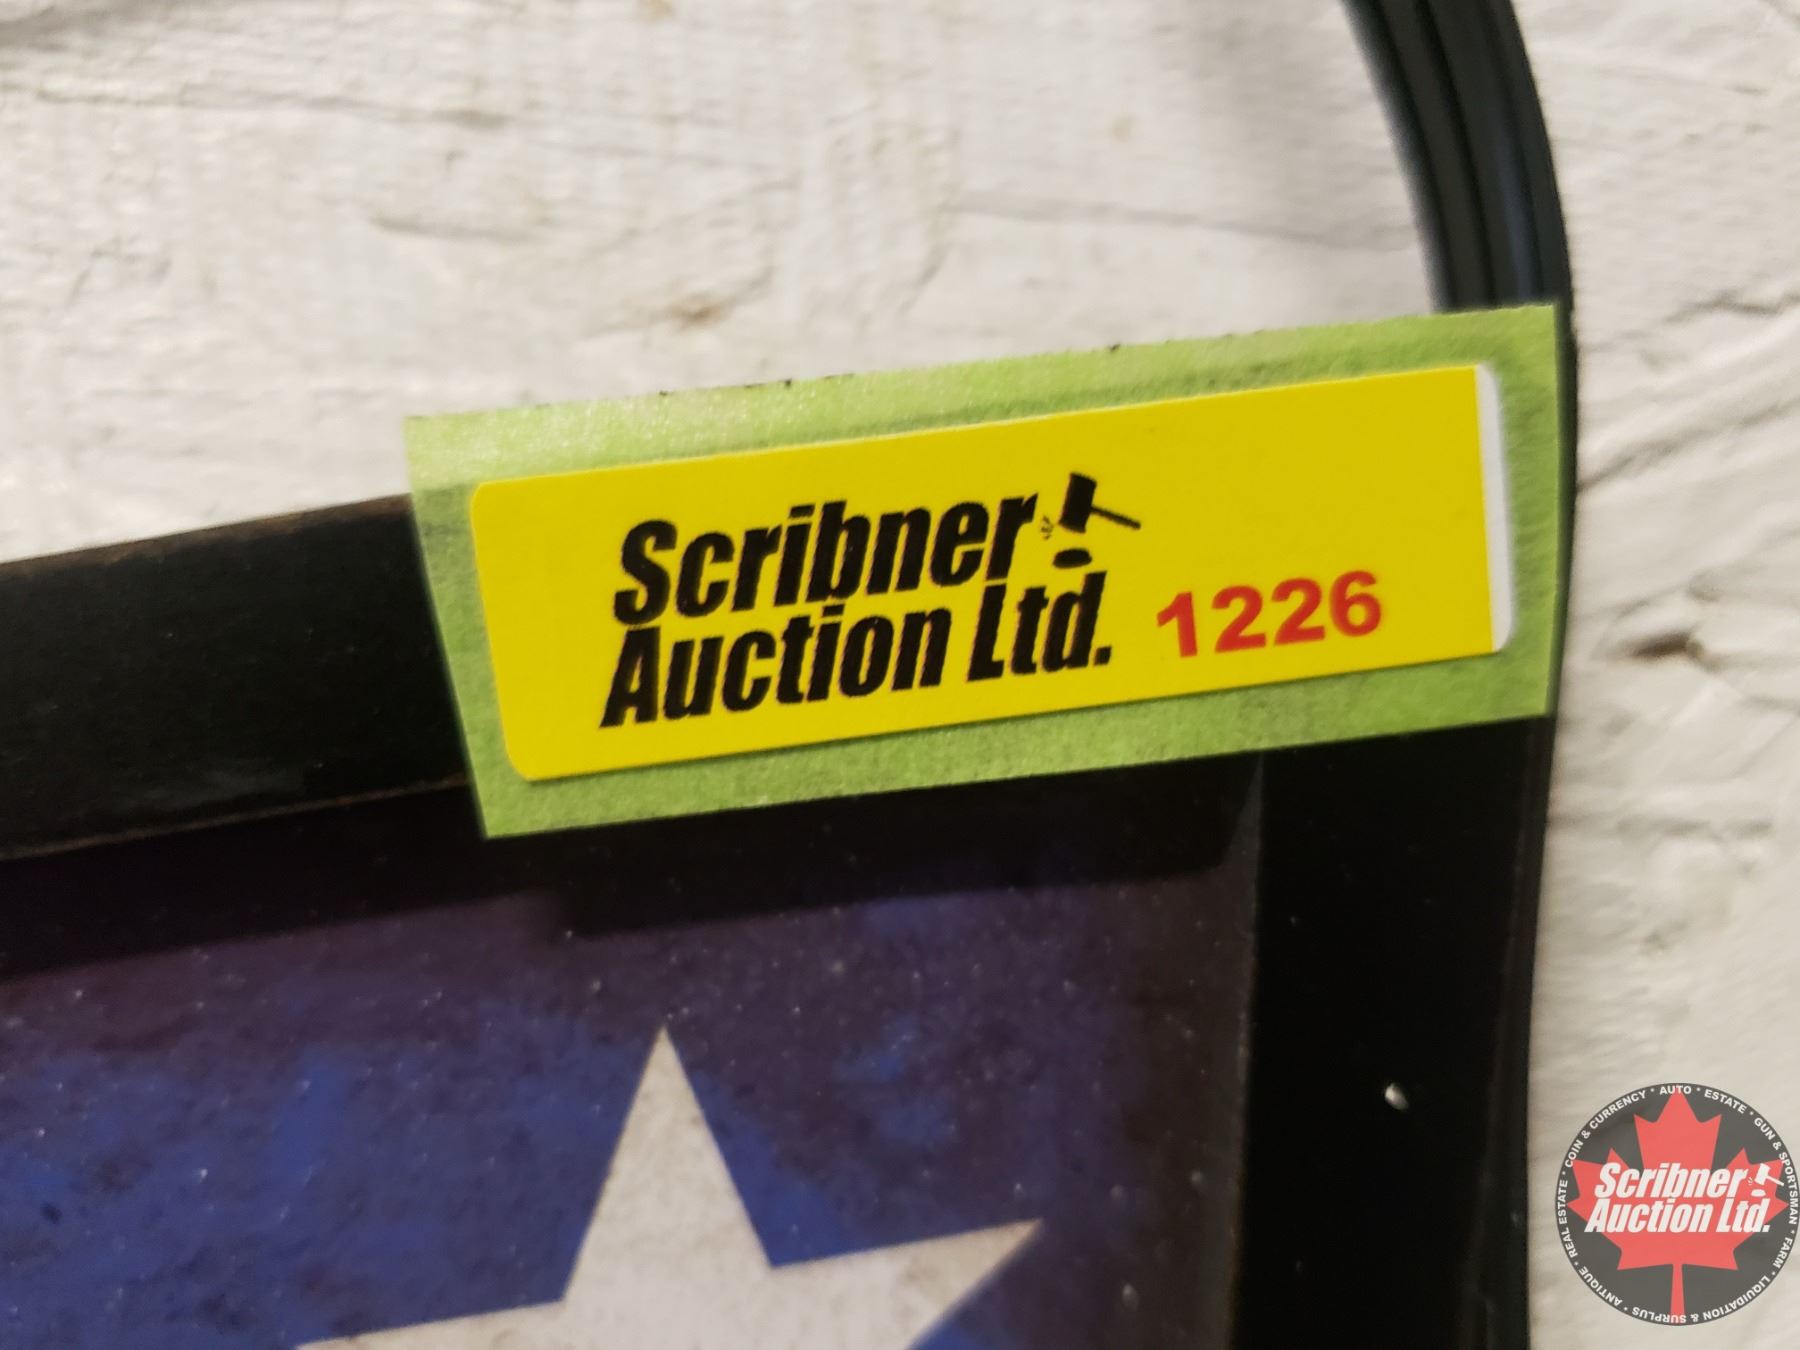 Scribner
Auction Ltd. 1226
COIN & CURRENCY • AUTO • ESTATE • GUN & SPORTSMAN • FARM • LIQUIDATION & SURPLUS • ANTIQUE • REAL ESTATE •
Scribner
Auction Ltd.